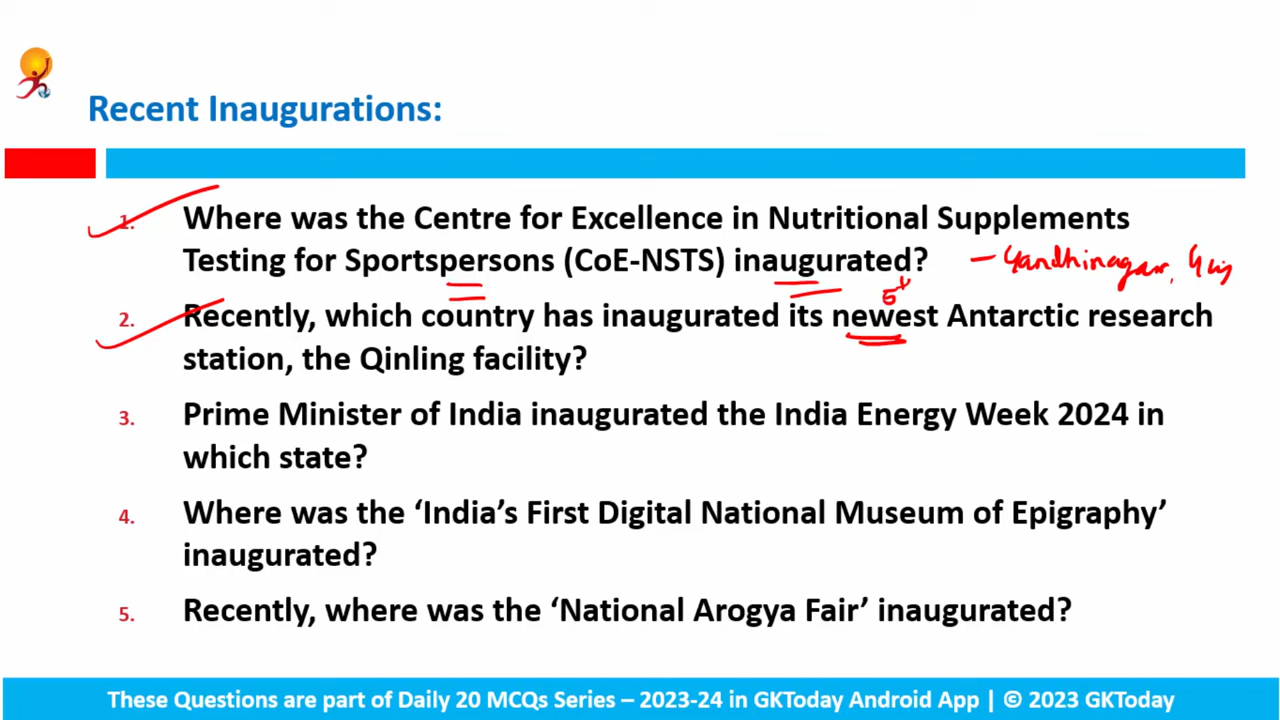 Recent Inaugurations:
1. Where was the Centre for Excellence in Nutritional Supplements
Testing for Sportspersons (CoE-NSTS) inaugurated? - Gandhinagar, Guj
5th
2. Recently, which country has inaugurated its newest Antarctic research
station, the Qinling facility?
3. Prime Minister of India inaugurated the India Energy Week 2024 in
which state?
4. Where was the ‘India’s First Digital National Museum of Epigraphy’
inaugurated?
5. Recently, where was the ‘National Arogya Fair’ inaugurated?
These Questions are part of Daily 20 MCQs Series – 2023-24 in GKToday Android App | © 2023 GKToday